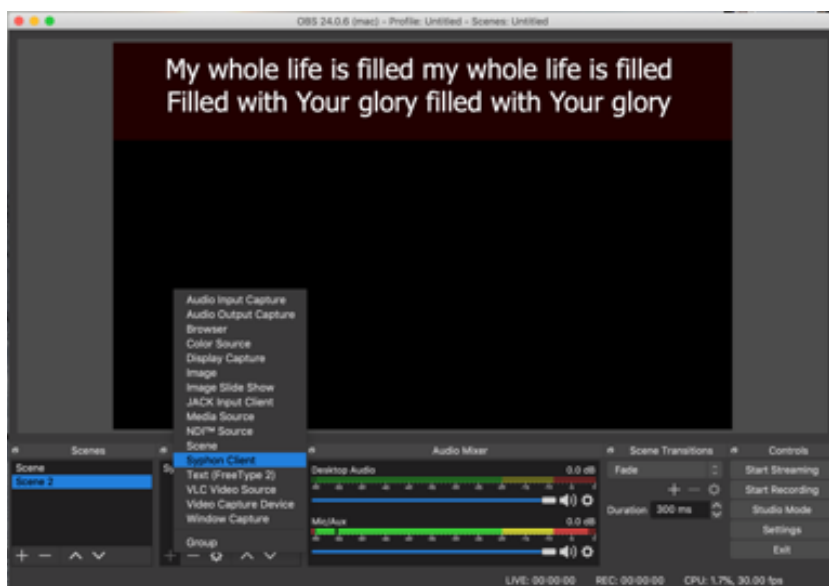 OBS 24.0.6 (mac) - Profile: Untitled - Scenes: Untitled
My whole life is filled my whole life is filled
Filled with Your glory filled with Your glory
Audio Input Capture
Audio Output Capture
Browser
Color Source
Display Capture
Image
Image Slide Show
JACK Input Client
Media Source
NDI™ Source
Scene
Syphon Client
Text (FreeType 2)
VLC Video Source
Video Capture Device
Window Capture
Group
Scenes
Scene
Scene 2
Sy
Audio Mixer
Desktop Audio
0.0 dB
Mic/Aux
0.0 dB
Scene Transitions
Fade
Duration 300 ms
Controls
Start Streaming
Start Recording
Studio Mode
Settings
Exit
LIVE: 00:00:00 REC: 00:00:00 CPU: 1.7%, 30.00 fps